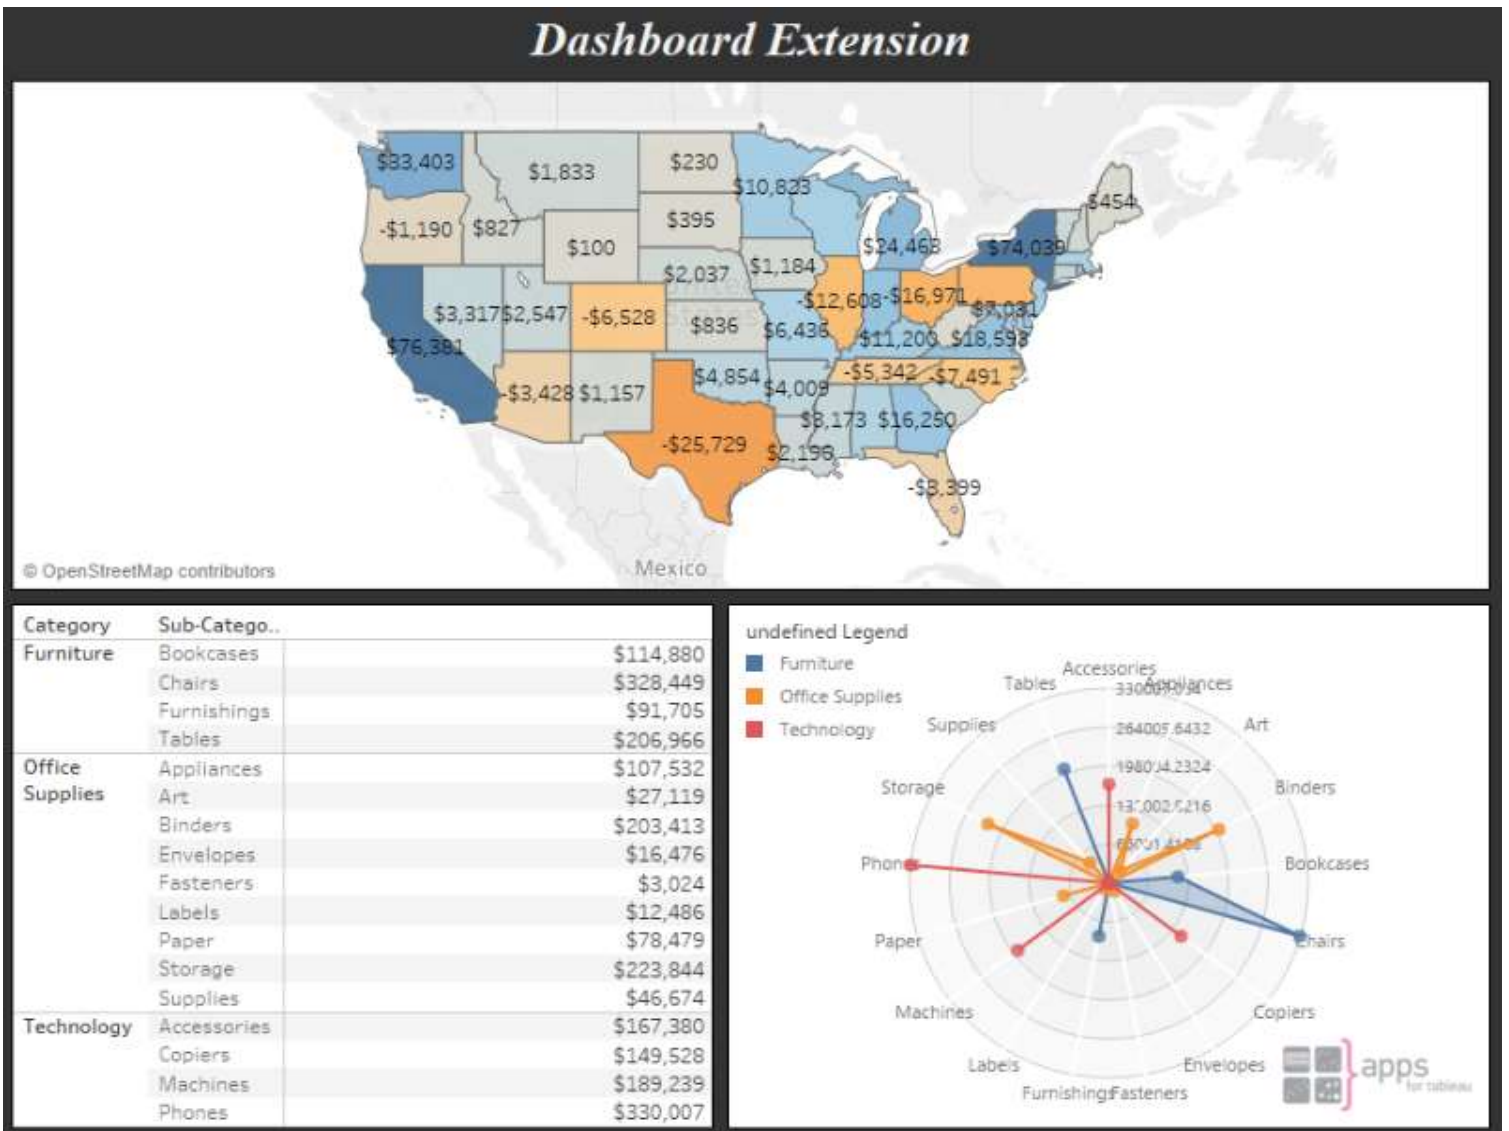 Dashboard Extension
$33,403
$1,833
$230
$10,823
$454
-$1,190
$827
$395
$100
$24,463
$74,039
$2,037
$1,184
$3,317
$2,547
-$6,528
$836
-$12,608
-$16,971
$76,381
$6,436
$11,200
$18,593
-$3,428
$1,157
$4,854
$4,009
-$5,342
-$7,491
$16,250
-$25,729
$2,196
-$3,399
Mexico
© OpenStreetMap contributors
Category Sub-Catego..
Furniture Bookcases $114,880
Chairs $328,449
Furnishings $91,705
Tables $206,966
Office Supplies Appliances $107,532
Art $27,119
Binders $203,413
Envelopes $16,476
Fasteners $3,024
Labels $12,486
Paper $78,479
Storage $223,844
Supplies $46,674
Technology Accessories $167,380
Copiers $149,528
Machines $189,239
Phones $330,007
undefined Legend
Furniture
Office Supplies
Technology
Accessories
Tables
Appliances
Supplies
Art
264005.6432
198004.2324
Storage
Binders
Phones
Bookcases
Paper
Chairs
Machines
Copiers
Labels
Envelopes
Furnishings
Fasteners
apps
for tableau